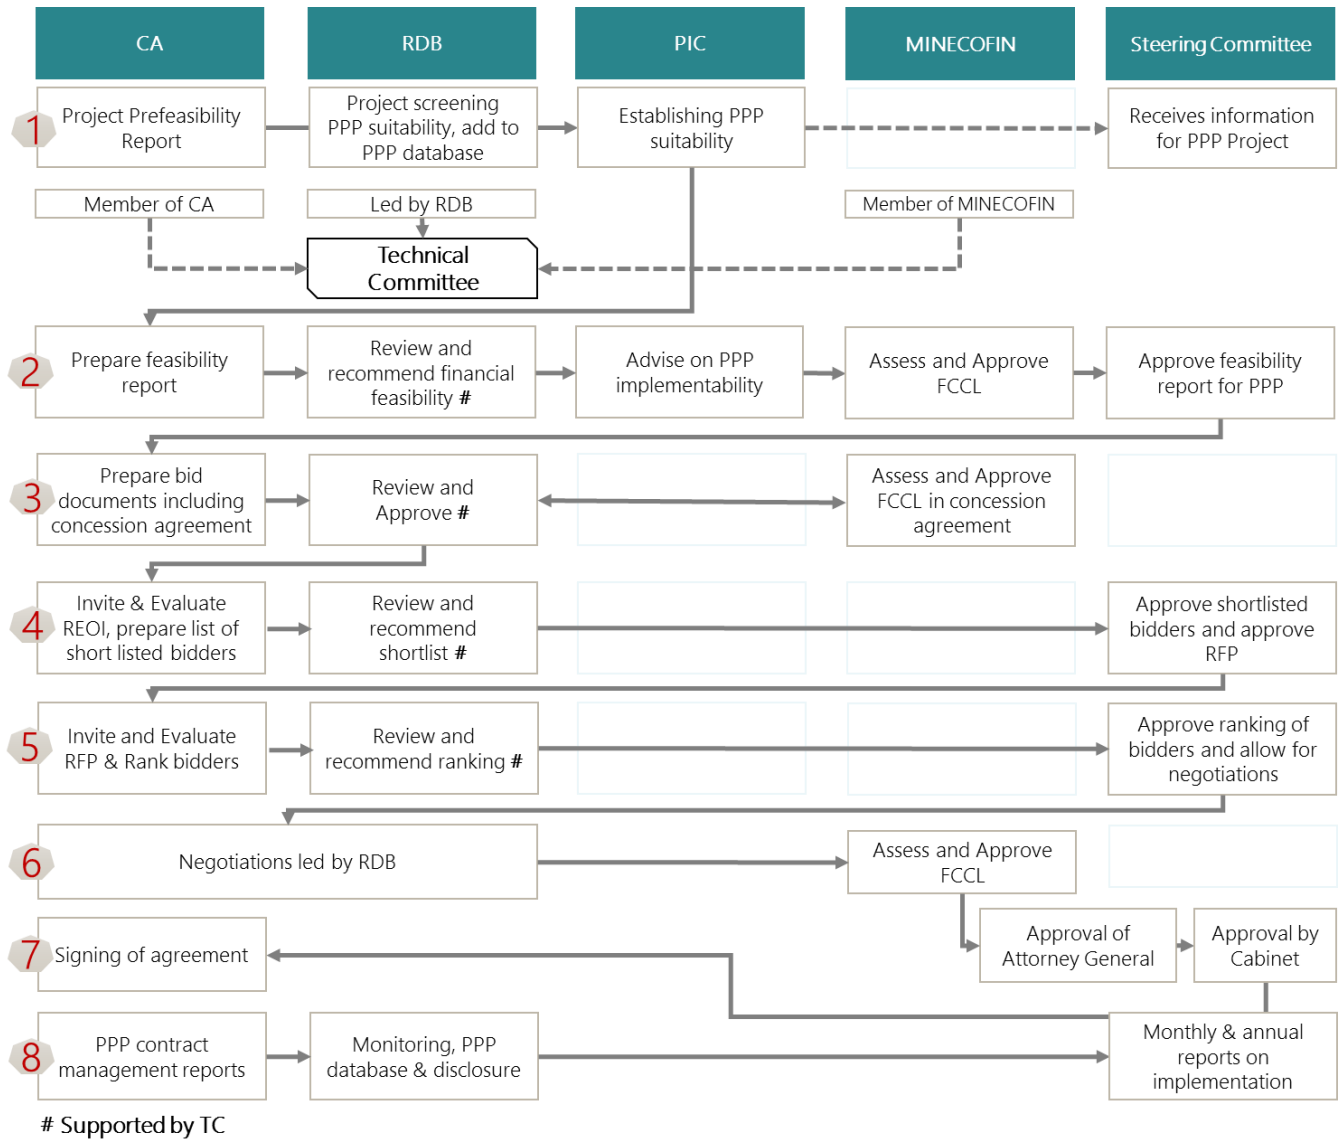 CA
RDB
PIC
MINECOFIN
Steering Committee
1
Project Prefeasibility
Report
Project screening
PPP suitability, add to
PPP database
Establishing PPP
suitability
Receives information
for PPP Project
Member of CA
Led by RDB
Member of MINECOFIN
Technical
Committee
2
Prepare feasibility
report
Review and
recommend financial
feasibility #
Advise on PPP
implementability
Assess and Approve
FCCL
Approve feasibility
report for PPP
3
Prepare bid
documents including
concession agreement
Review and
Approve #
Assess and Approve
FCCL in concession
agreement
4
Invite & Evaluate
REOI, prepare list of
short listed bidders
Review and
recommend
shortlist #
Approve shortlisted
bidders and approve
RFP
5
Invite and Evaluate
RFP & Rank bidders
Review and
recommend ranking #
Approve ranking of
bidders and allow for
negotiations
6
Negotiations led by RDB
Assess and Approve
FCCL
7
Signing of agreement
Approval of
Attorney General
Approval by
Cabinet
8
PPP contract
management reports
Monitoring, PPP
database & disclosure
Monthly & annual
reports on
implementation
# Supported by TC